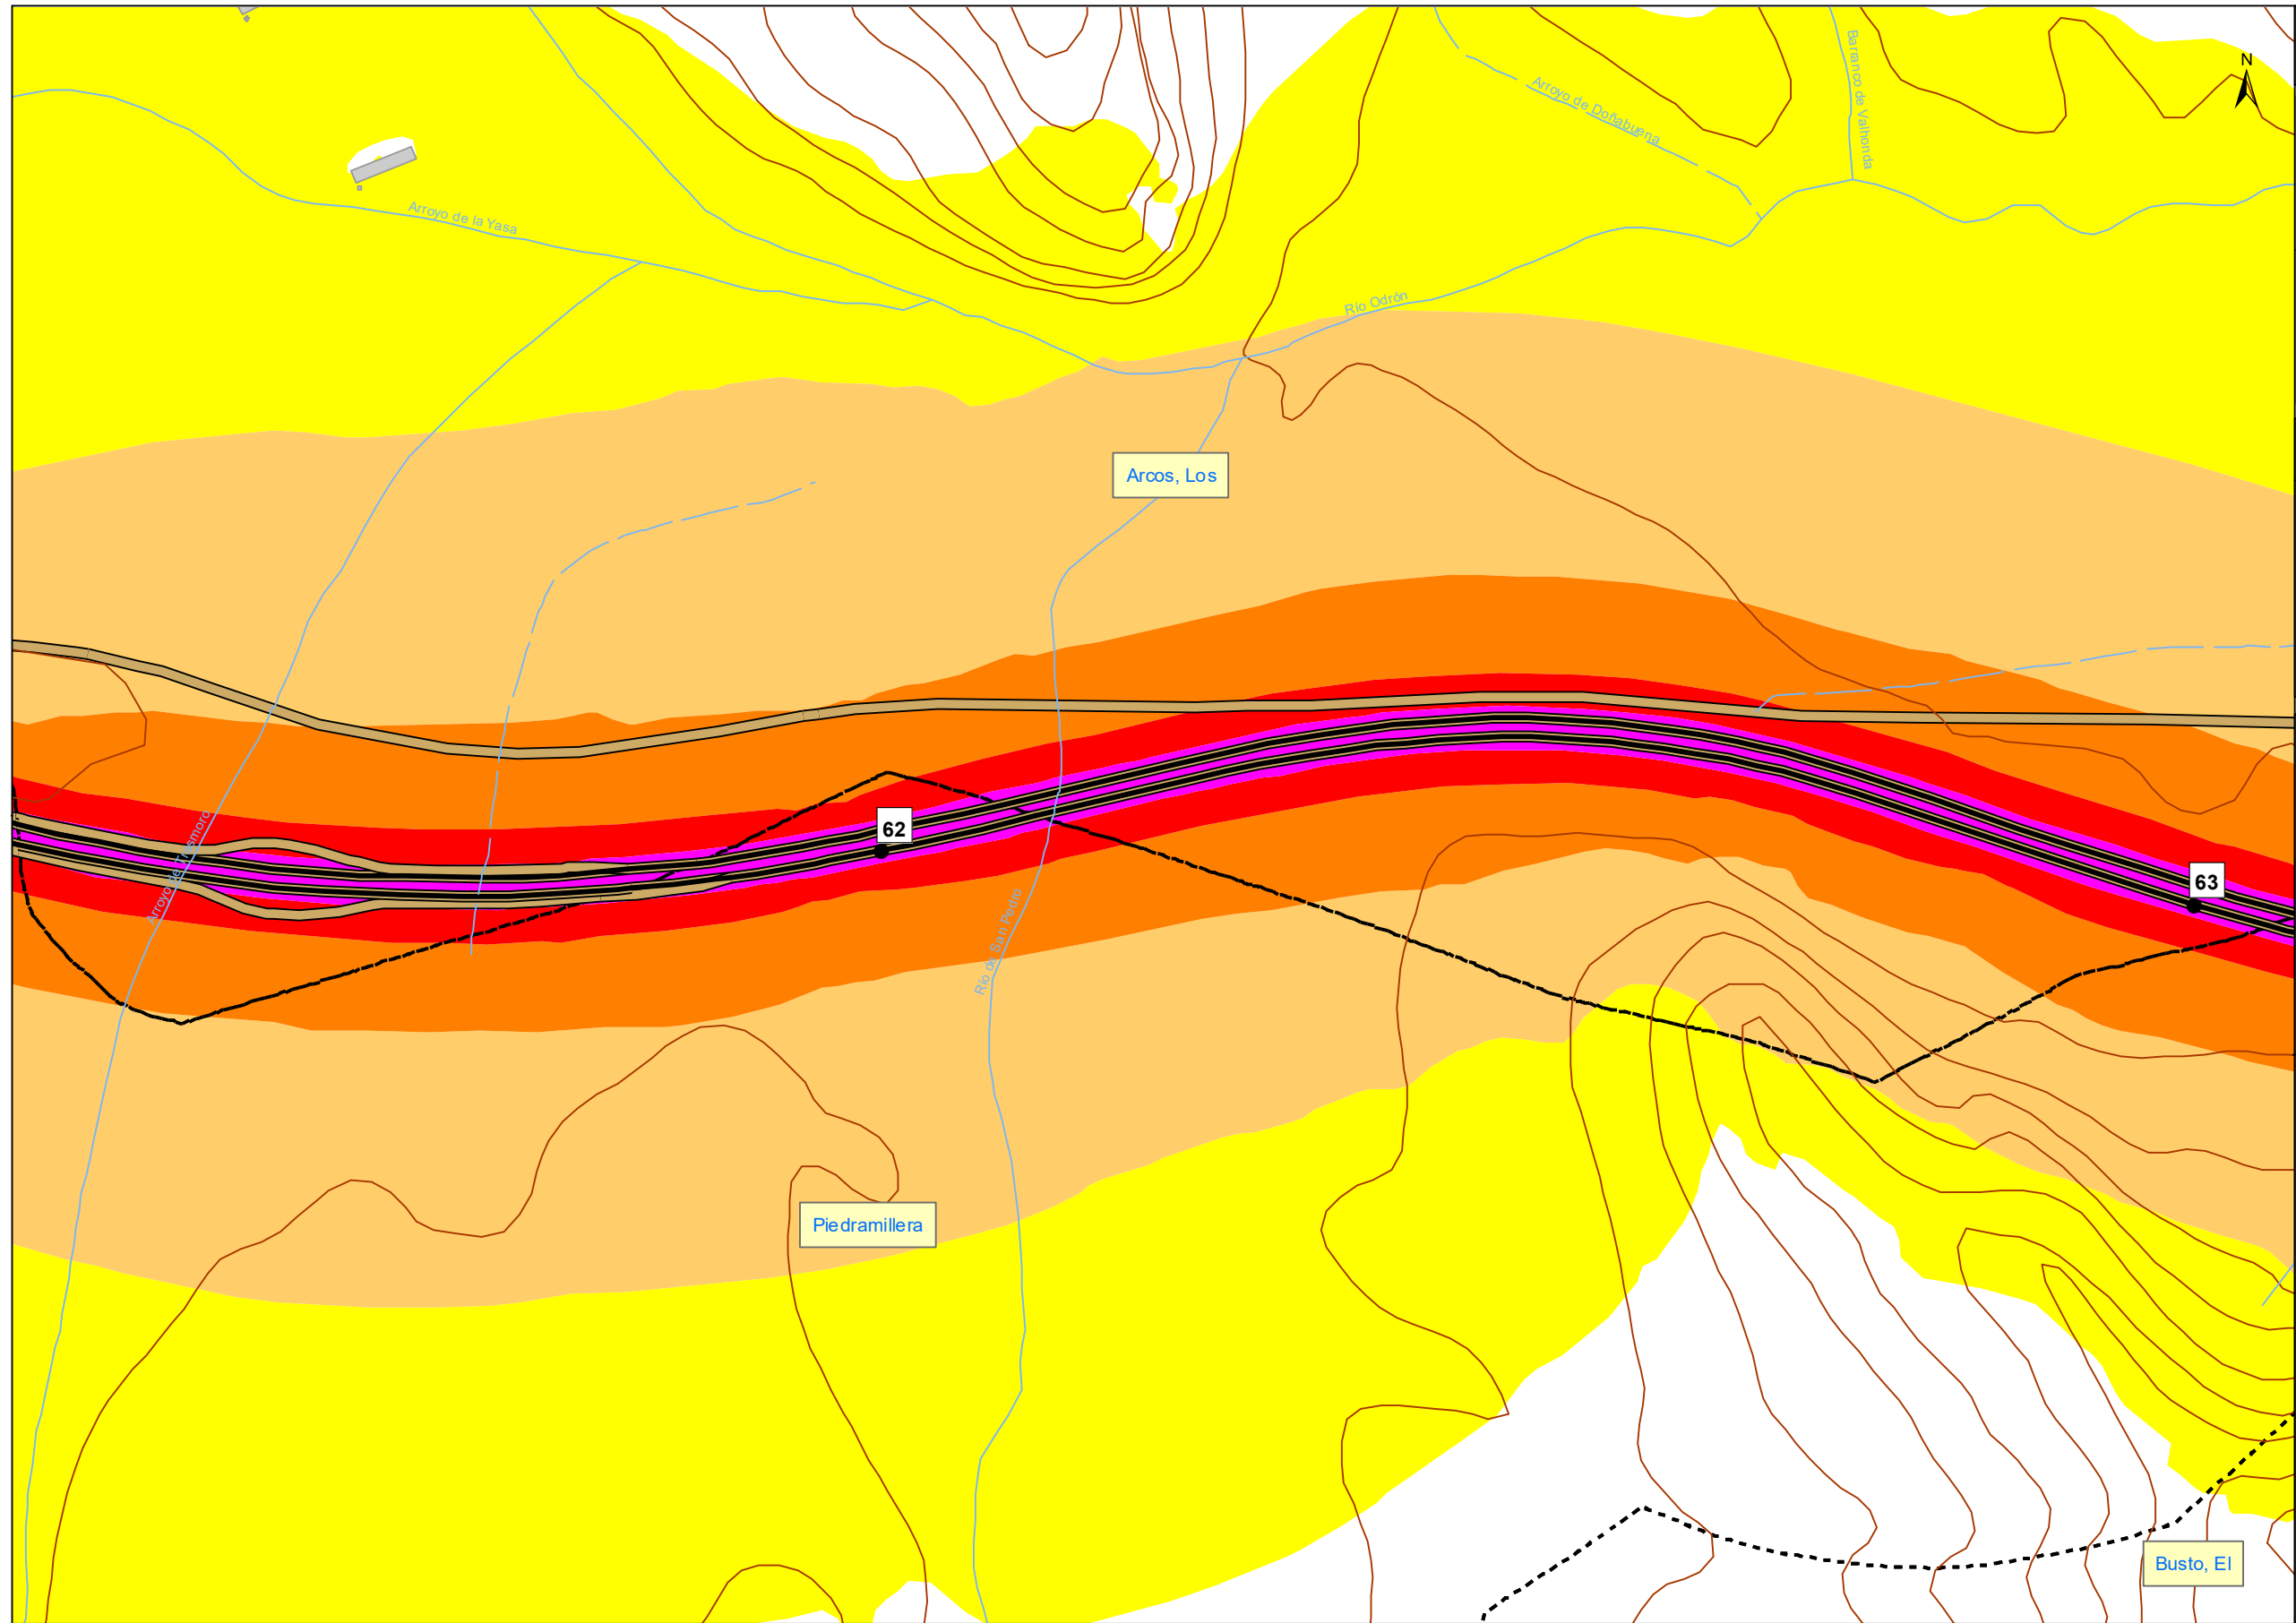 N
Barranco de Valhonda
Arroyo de Doñabuena
Arroyo de la Yasa
Río Odrón
Arcos, Los
62
Río de San Pedro
63
Piedramillera
Busto, El